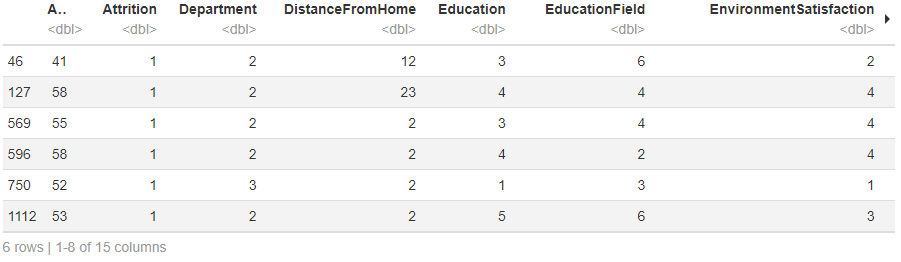 A‥ Attrition Department DistanceFromHome Education EducationField EnvironmentSatisfaction
<dbl> <dbl> <dbl> <dbl> <dbl> <dbl> <dbl>
46 41 1 2 12 3 6 2
127 58 1 2 23 4 4 4
569 55 1 2 2 3 4 4
596 58 1 2 2 4 2 4
750 52 1 3 2 1 3 1
1112 53 1 2 2 5 6 3
6 rows | 1-8 of 15 columns